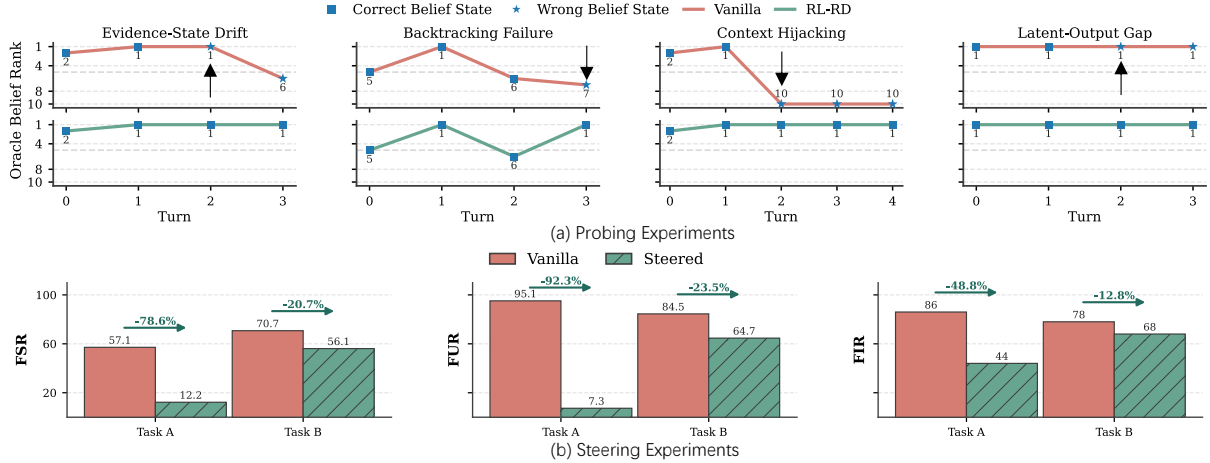 Correct Belief State Wrong Belief State Vanilla RL-RD
Evidence-State Drift Backtracking Failure Context Hijacking Latent-Output Gap
Oracle Belief Rank
1
4
8
10
2 1 1 6
5 1 6 7
2 1 10 10 10
1 1
1
4
8
10
2 1 1 1
5 1 6 1
2 1 1 1 1
1 1
0 1 2 3 0 1 2 3 0 1 2 3 4 0 1 2 3
Turn Turn Turn Turn
(a) Probing Experiments
Vanilla Steered
FSR
100
60
20
57.1 -78.6% 12.2
70.7 -20.7% 56.1
Task A Task B
FUR
95.1 -92.3% 7.3
84.5 -23.5% 64.7
Task A Task B
FIR
86 -48.8% 44
78 -12.8% 68
Task A Task B
(b) Steering Experiments